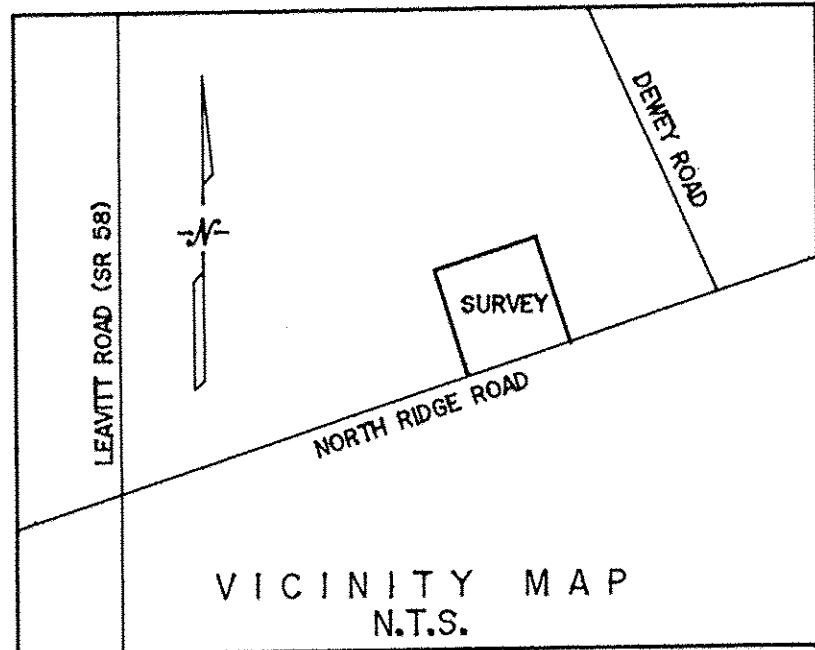 LEAVITT ROAD (SR 58)
-N-
DEWEY ROAD
SURVEY
NORTH RIDGE ROAD
VICINITY MAP
N.T.S.